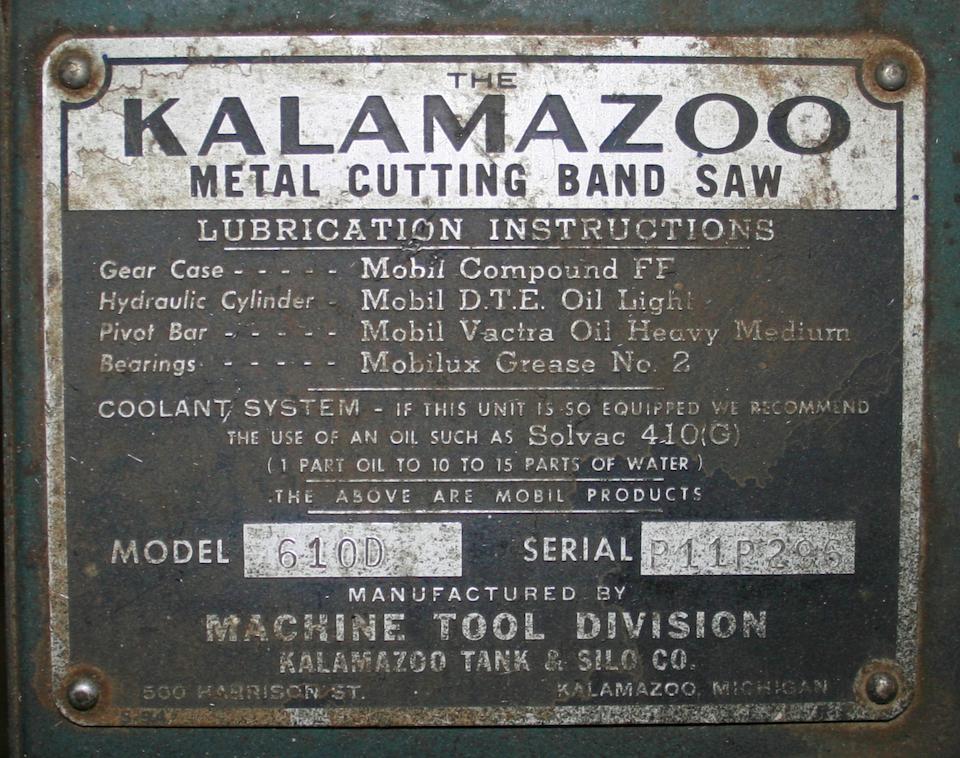 THE
KALAMAZOO
METAL CUTTING BAND SAW
LUBRICATION INSTRUCTIONS
Gear Case - - - - - Mobil Compound FF
Hydraulic Cylinder - Mobil D.T.E. Oil Light
Pivot Bar - - - - - Mobil Vactra Oil Heavy Medium
Bearings - - - - - Mobilux Grease No. 2
COOLANT SYSTEM - IF THIS UNIT IS SO EQUIPPED WE RECOMMEND
THE USE OF AN OIL SUCH AS Solvac 410(G)
(1 PART OIL TO 10 TO 15 PARTS OF WATER)
THE ABOVE ARE MOBIL PRODUCTS
MODEL 610D SERIAL P11P296
MANUFACTURED BY
MACHINE TOOL DIVISION
KALAMAZOO TANK & SILO CO.
500 HARRISON ST. KALAMAZOO, MICHIGAN